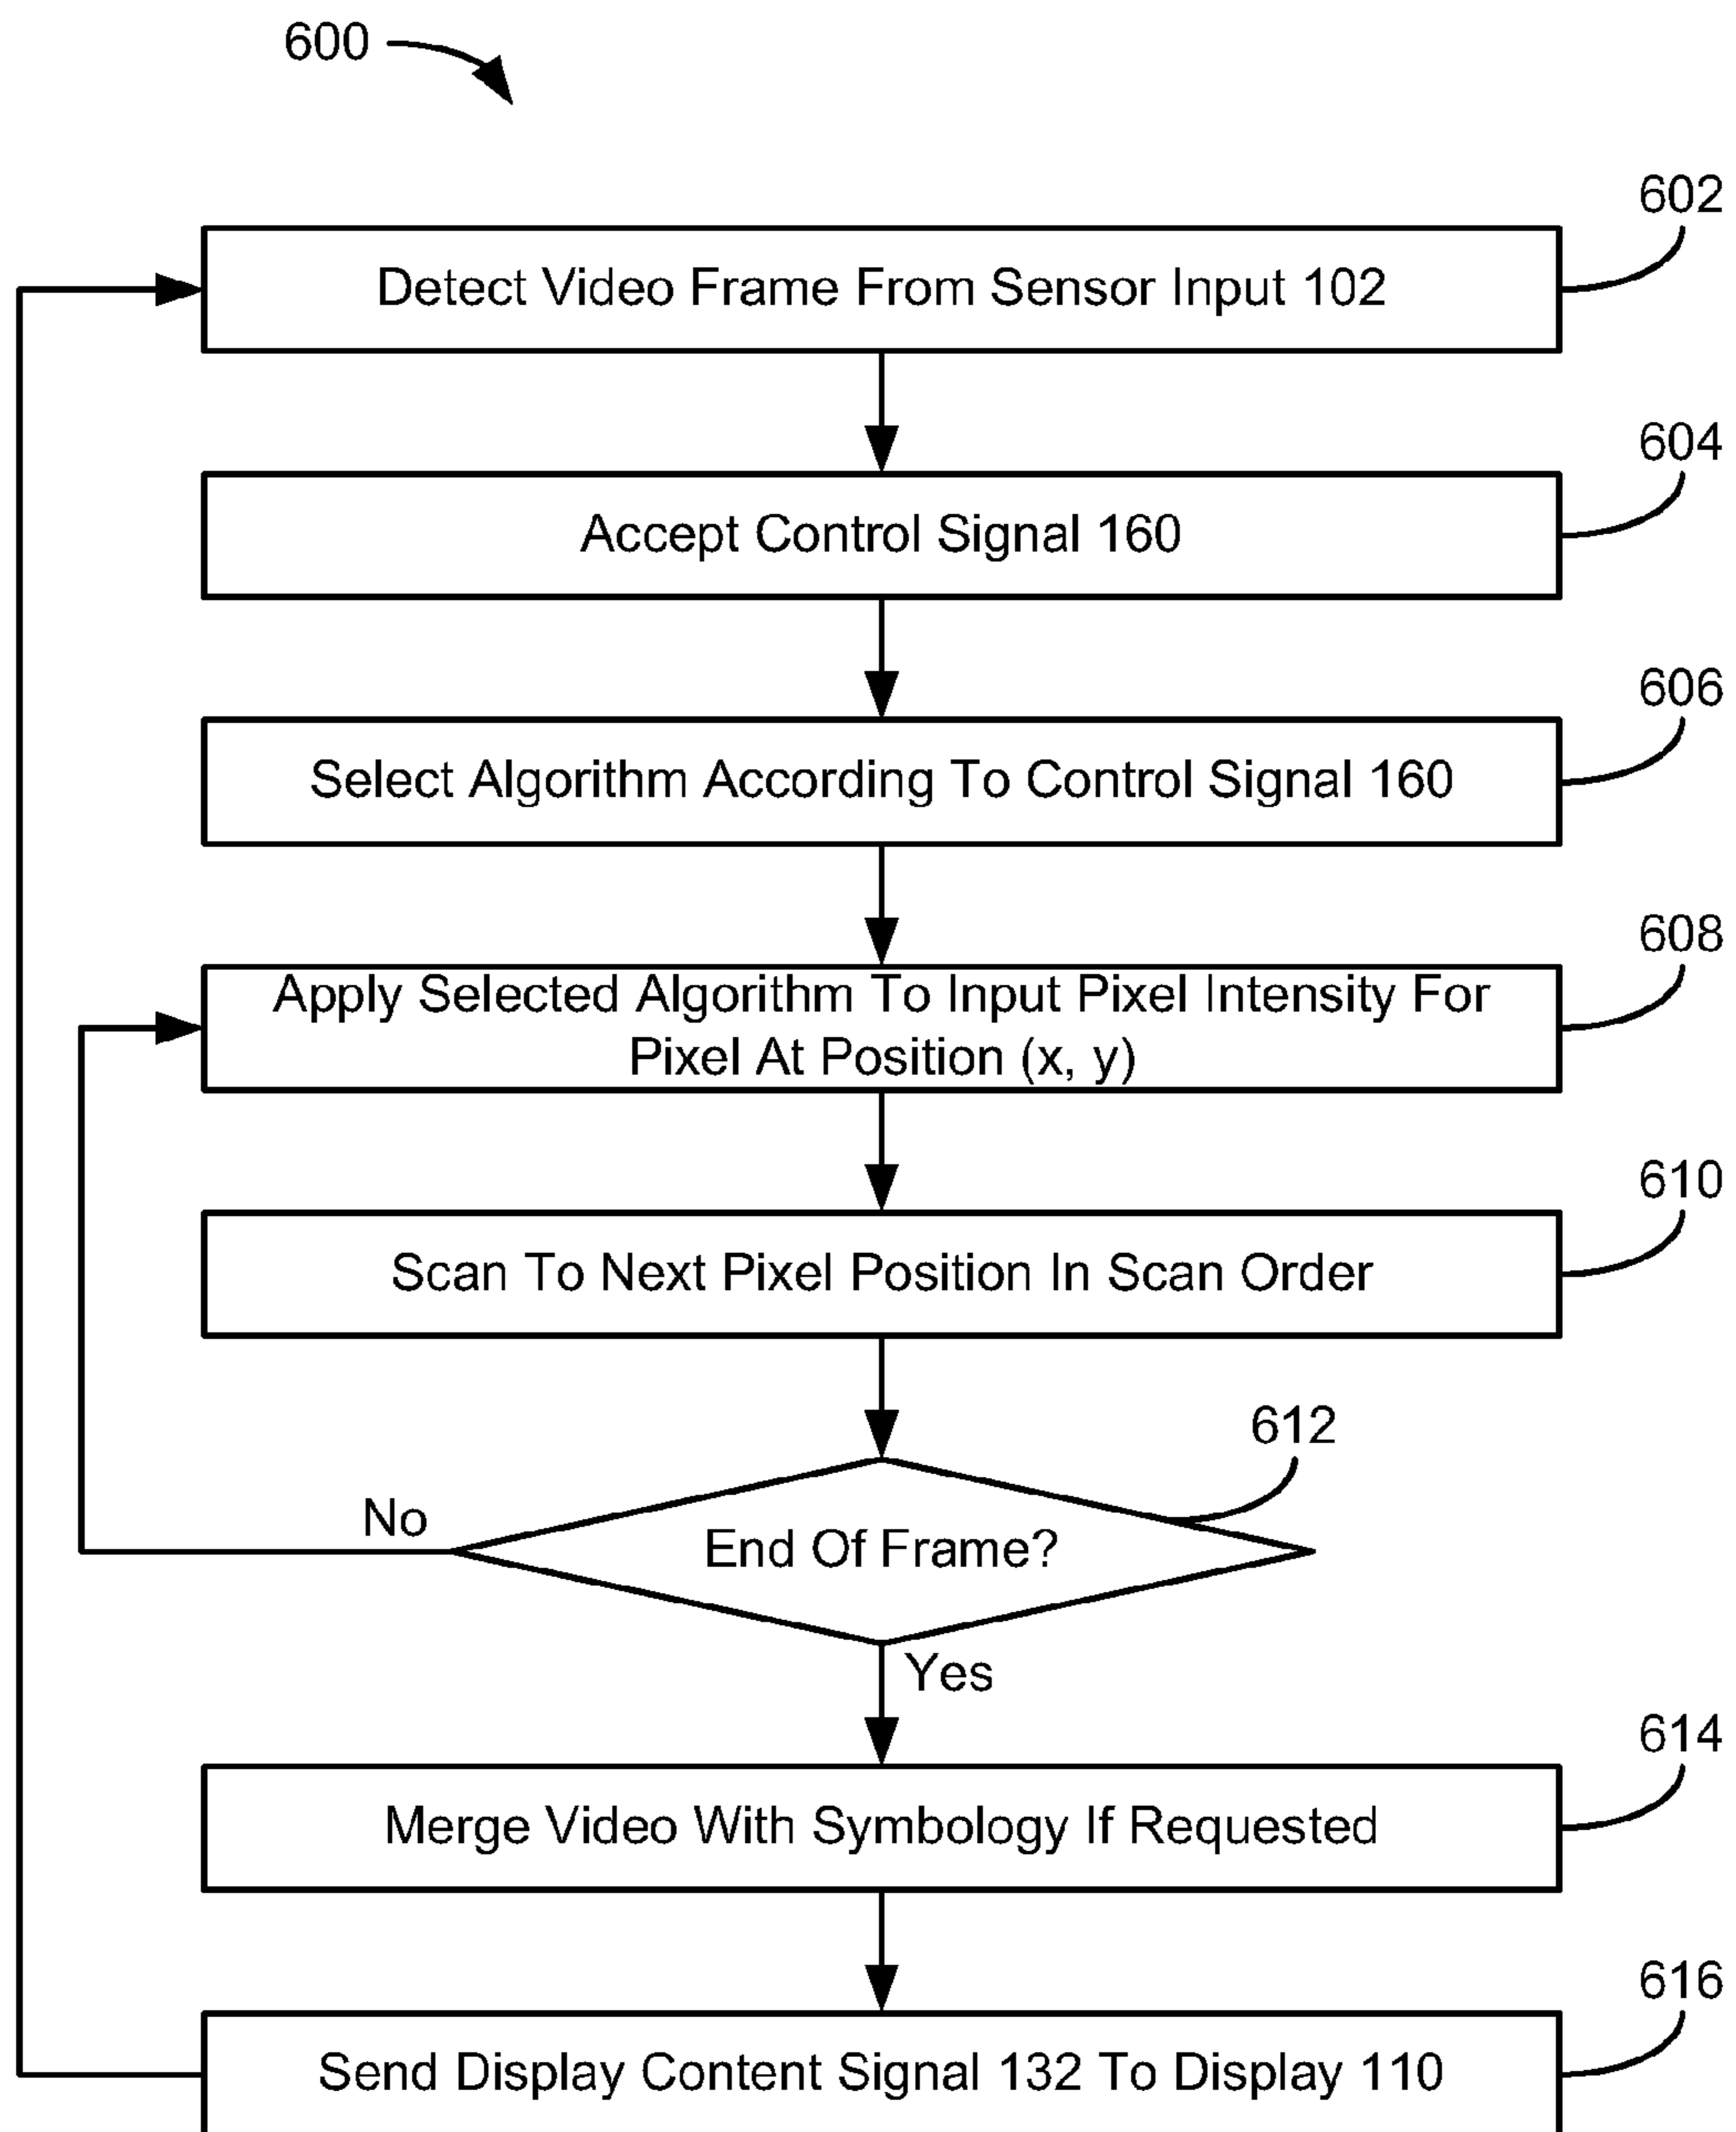 600
602
Detect Video Frame From Sensor Input 102
604
Accept Control Signal 160
606
Select Algorithm According To Control Signal 160
608
Apply Selected Algorithm To Input Pixel Intensity For
Pixel At Position (x, y)
610
Scan To Next Pixel Position In Scan Order
612
No
End Of Frame?
Yes
614
Merge Video With Symbology If Requested
616
Send Display Content Signal 132 To Display 110